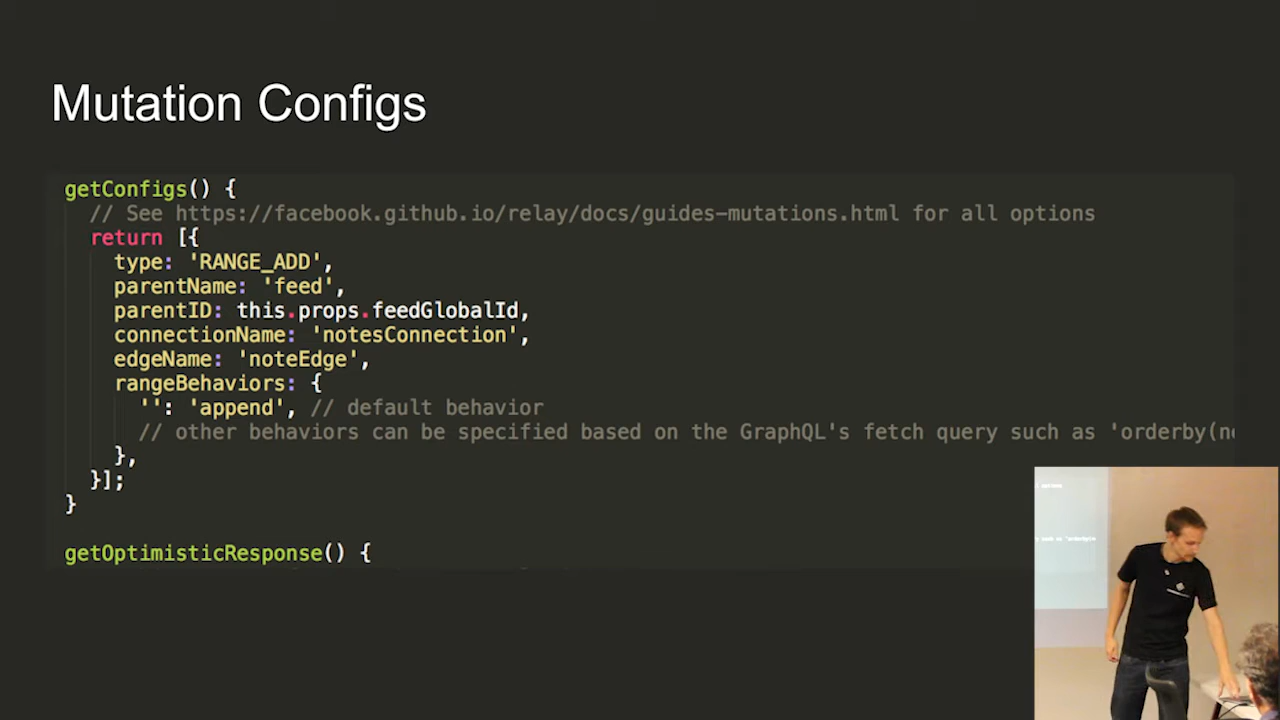 Mutation Configs
getConfigs() {
// See https://facebook.github.io/relay/docs/guides-mutations.html for all options
return [{
type: 'RANGE_ADD',
parentName: 'feed',
parentID: this.props.feedGlobalId,
connectionName: 'notesConnection',
edgeName: 'noteEdge',
rangeBehaviors: {
'': 'append', // default behavior
// other behaviors can be specified based on the GraphQL's fetch query such as 'orderby(ne
},
}];
}
getOptimisticResponse() {